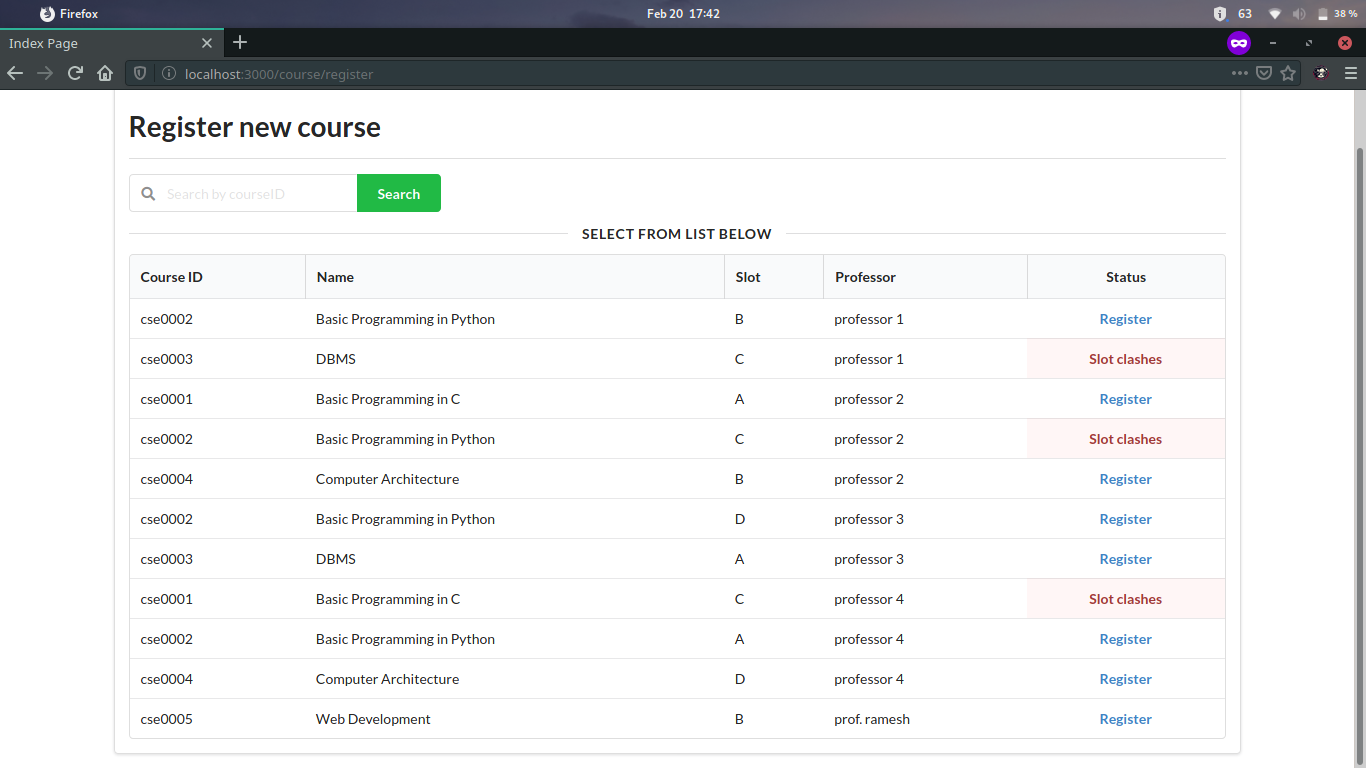 Firefox
Feb 20 17:42
63
38 %
Index Page
localhost:3000/course/register
Register new course
Search by courseID
Search
SELECT FROM LIST BELOW
Course ID Name Slot Professor Status
cse0002 Basic Programming in Python B professor 1 Register
cse0003 DBMS C professor 1 Slot clashes
cse0001 Basic Programming in C A professor 2 Register
cse0002 Basic Programming in Python C professor 2 Slot clashes
cse0004 Computer Architecture B professor 2 Register
cse0002 Basic Programming in Python D professor 3 Register
cse0003 DBMS A professor 3 Register
cse0001 Basic Programming in C C professor 4 Slot clashes
cse0002 Basic Programming in Python A professor 4 Register
cse0004 Computer Architecture D professor 4 Register
cse0005 Web Development B prof. ramesh Register